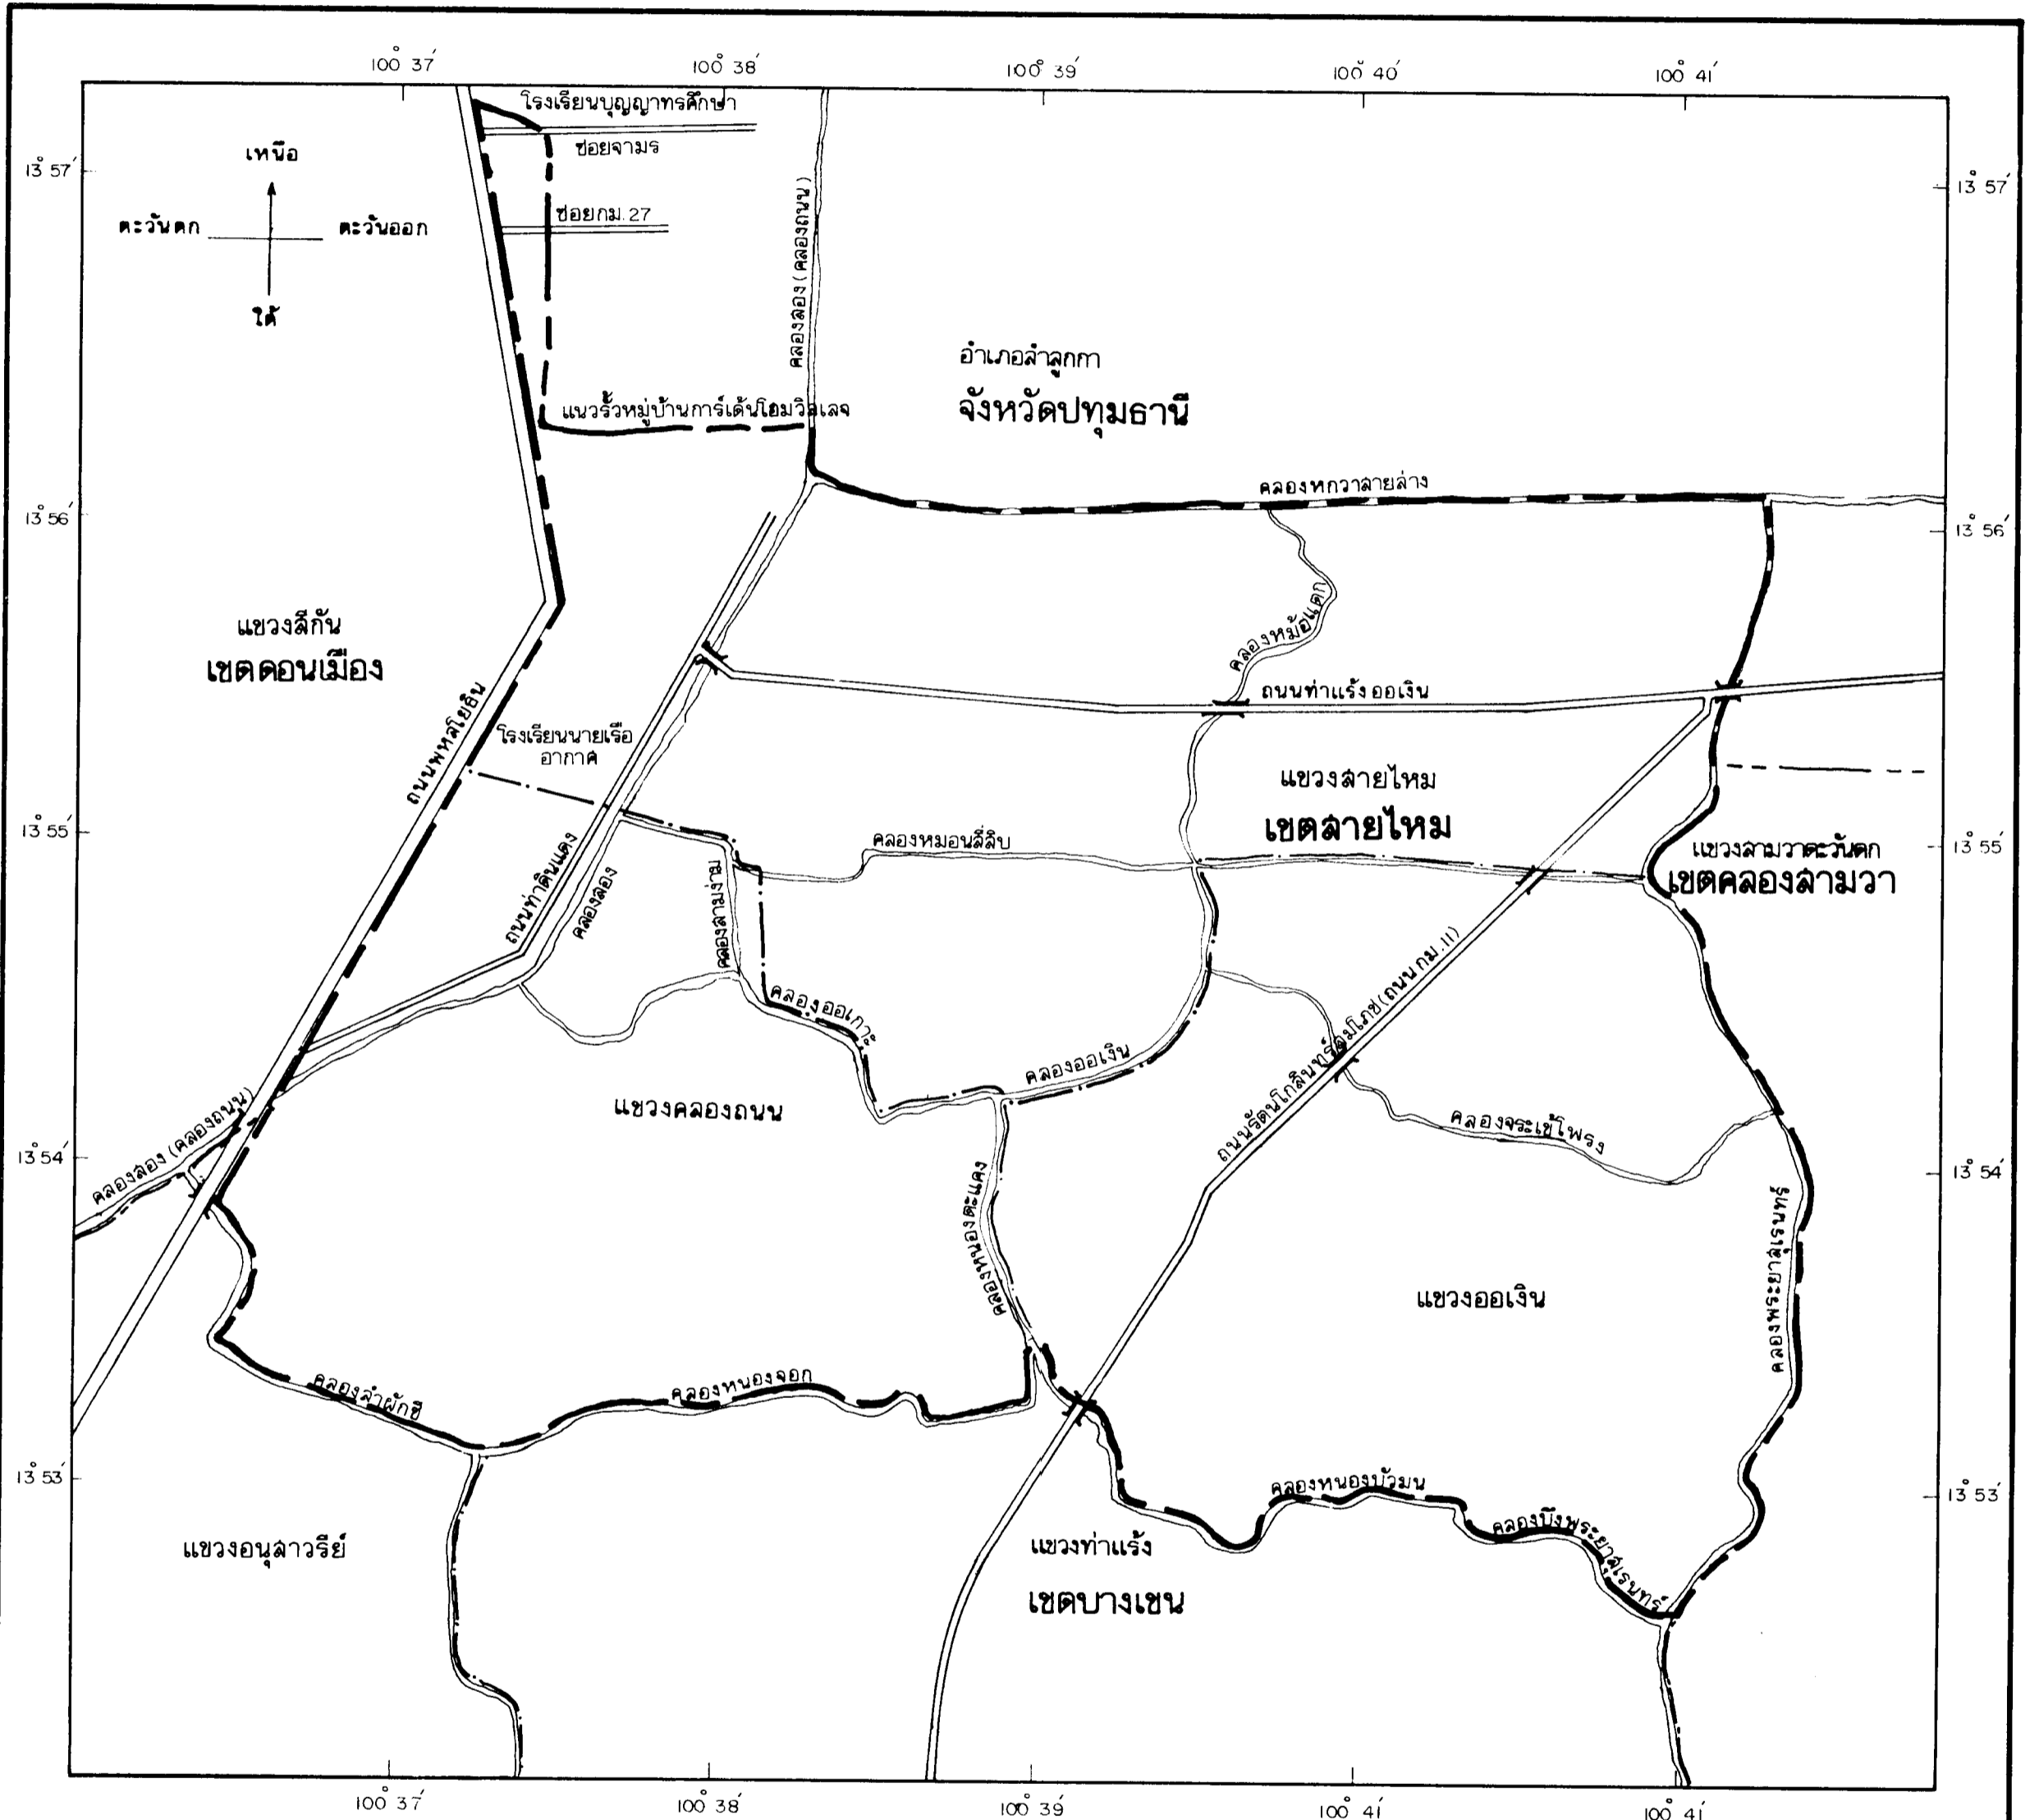 100° 37′
100° 38′
100° 39′
100° 40′
100° 41′
โรงเรียนบุญญาทรศึกษา
ซอยจามร
เหนือ
ตะวันตก
ตะวันออก
ใต้
13° 57′
13° 57′
ซอยกม. 27
คลองสอง (คลองถนน)
แนวรั้วหมู่บ้านการ์เด้นโฮมวิลเลจ
อำเภอลำลูกกา
จังหวัดปทุมธานี
คลองหกวาสายล่าง
13° 56′
13° 56′
คลองหม้อแตก
แขวงสีกัน
เขตดอนเมือง
ถนนพหลโยธิน
โรงเรียนนายเรือ
อากาศ
ถนนท่าแร้งออเงิน
แขวงสายไหม
เขตสายไหม
13° 55′
13° 55′
คลองหมอนสี่ลิบ
แขวงสามวาตะวันตก
เขตคลองสามวา
ถนนท่าดินแดง
คลองสอง
คลองสามง่าม
คลองออเกาะ
คลองออเงิน
ถนนรัตนโกสินทร์สมโภช (ถนน กม. 11)
แขวงคลองถนน
คลองจระเข้โพรง
คลองสอง (คลองถนน)
13° 54′
13° 54′
คลองหนองตะแคง
แขวงออเงิน
คลองพระยาสุเรนทร์
คลองลำผักชี
คลองหนองจอก
13° 53′
13° 53′
คลองหนองบัวมน
คลองบึงพระยาสุเรนทร์
แขวงอนุสาวรีย์
แขวงท่าแร้ง
เขตบางเขน
100° 37′
100° 38′
100° 39′
100° 41′
100° 41′